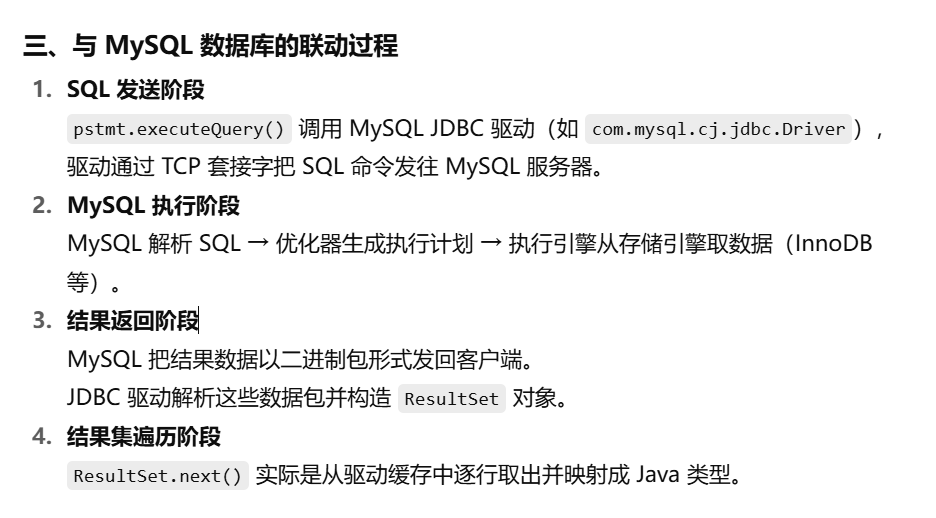 三、与 MySQL 数据库的联动过程
1. SQL 发送阶段
pstmt.executeQuery() 调用 MySQL JDBC 驱动（如 com.mysql.cj.jdbc.Driver），
驱动通过 TCP 套接字把 SQL 命令发往 MySQL 服务器。
2. MySQL 执行阶段
MySQL 解析 SQL → 优化器生成执行计划 → 执行引擎从存储引擎取数据（InnoDB
等）。
3. 结果返回阶段
MySQL 把结果数据以二进制包形式发回客户端。
JDBC 驱动解析这些数据包并构造 ResultSet 对象。
4. 结果集遍历阶段
ResultSet.next() 实际是从驱动缓存中逐行取出并映射成 Java 类型。